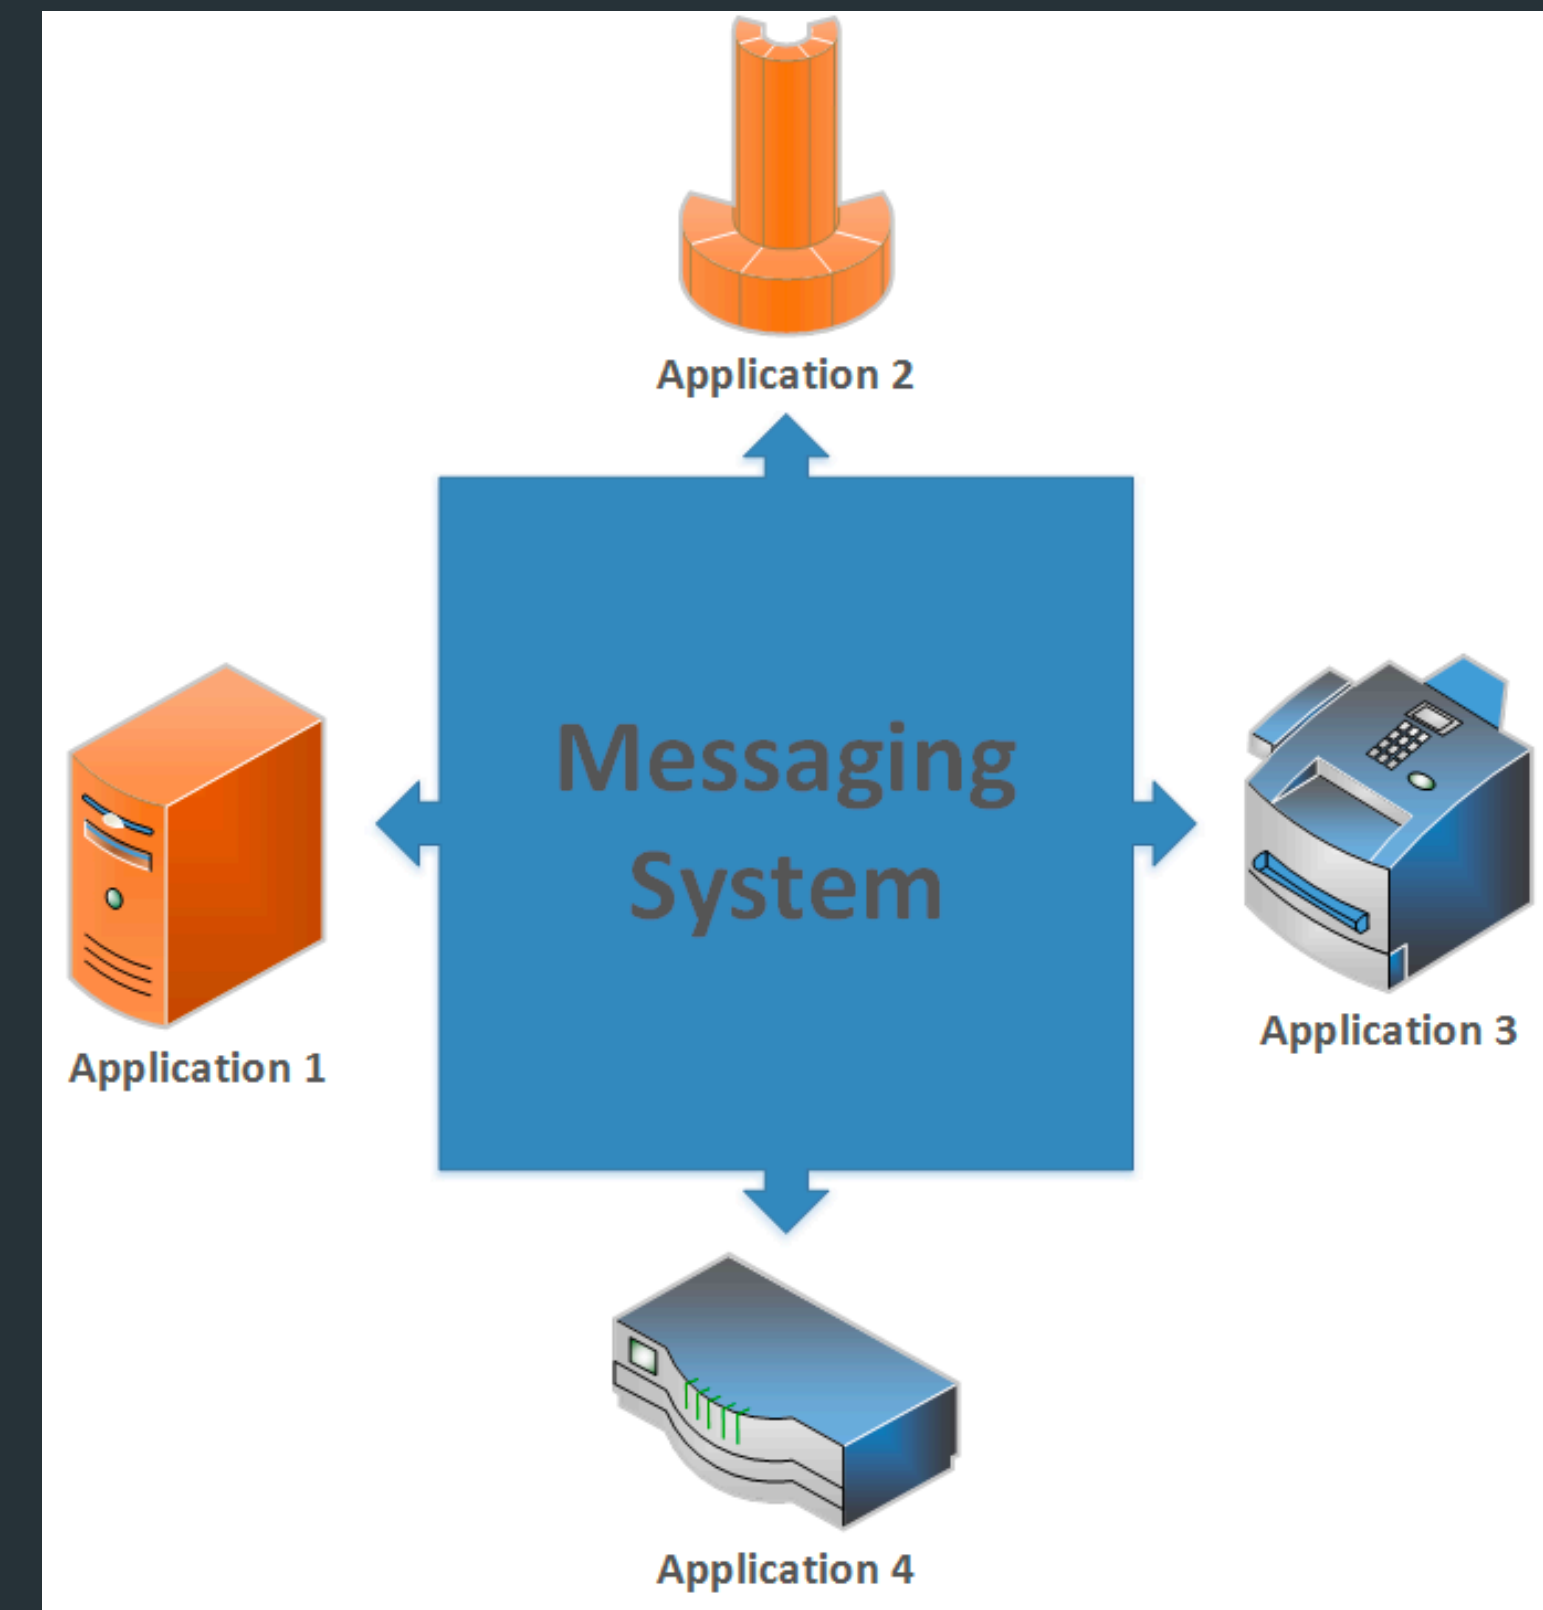 Application 2
Messaging
System
Application 1
Application 3
Application 4